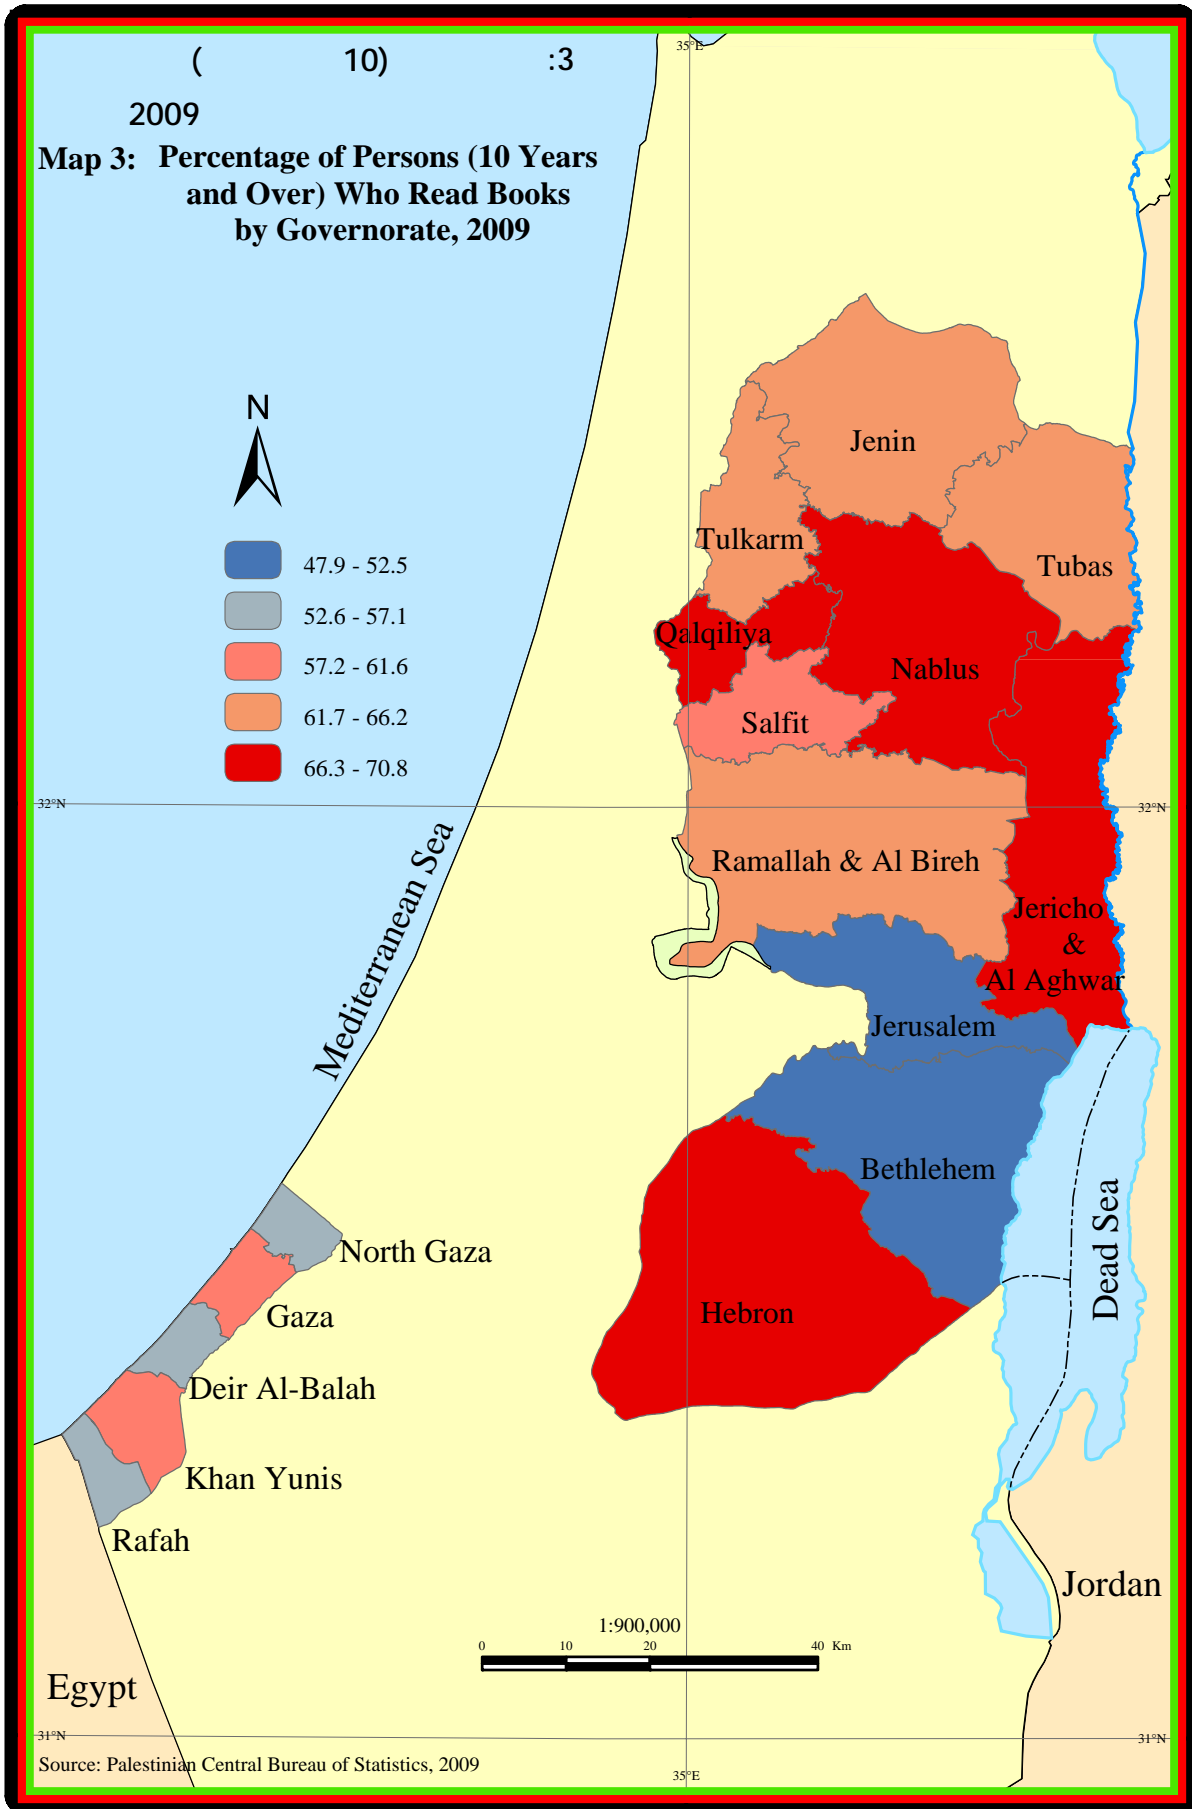 ( 10) :3
2009
Map 3: Percentage of Persons (10 Years
and Over) Who Read Books
by Governorate, 2009
35°E
N
47.9 - 52.5
52.6 - 57.1
57.2 - 61.6
61.7 - 66.2
66.3 - 70.8
Jenin
Tulkarm
Tubas
Qalqiliya
Nablus
Salfit
32°N
32°N
Mediterranean Sea
Ramallah & Al Bireh
Jericho
&
Al Aghwar
Jerusalem
Bethlehem
Dead Sea
North Gaza
Gaza
Hebron
Deir Al-Balah
Khan Yunis
Rafah
Jordan
1:900,000
0 10 20 40 Km
Egypt
31°N
31°N
Source: Palestinian Central Bureau of Statistics, 2009
35°E